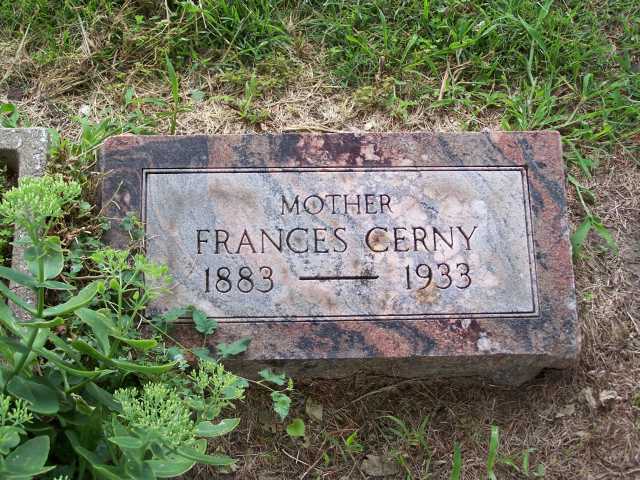 MOTHER
FRANCES CERNY
1883 — 1933